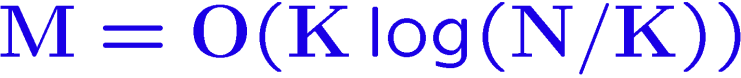 M = O(K log(N/K))